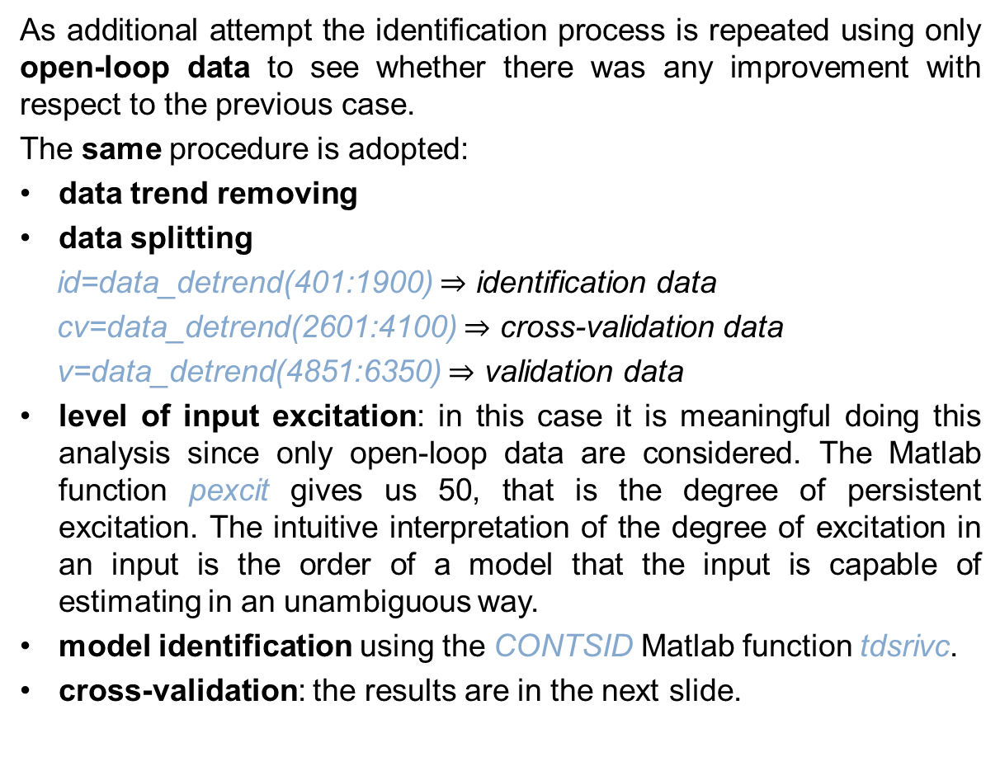 As additional attempt the identification process is repeated using only
open-loop data to see whether there was any improvement with
respect to the previous case.
The same procedure is adopted:
• data trend removing
• data splitting
id=data_detrend(401:1900) ⇒ identification data
cv=data_detrend(2601:4100) ⇒ cross-validation data
v=data_detrend(4851:6350) ⇒ validation data
• level of input excitation: in this case it is meaningful doing this
analysis since only open-loop data are considered. The Matlab
function pexcit gives us 50, that is the degree of persistent
excitation. The intuitive interpretation of the degree of excitation in
an input is the order of a model that the input is capable of
estimating in an unambiguous way.
• model identification using the CONTSID Matlab function tdsrivc.
• cross-validation: the results are in the next slide.